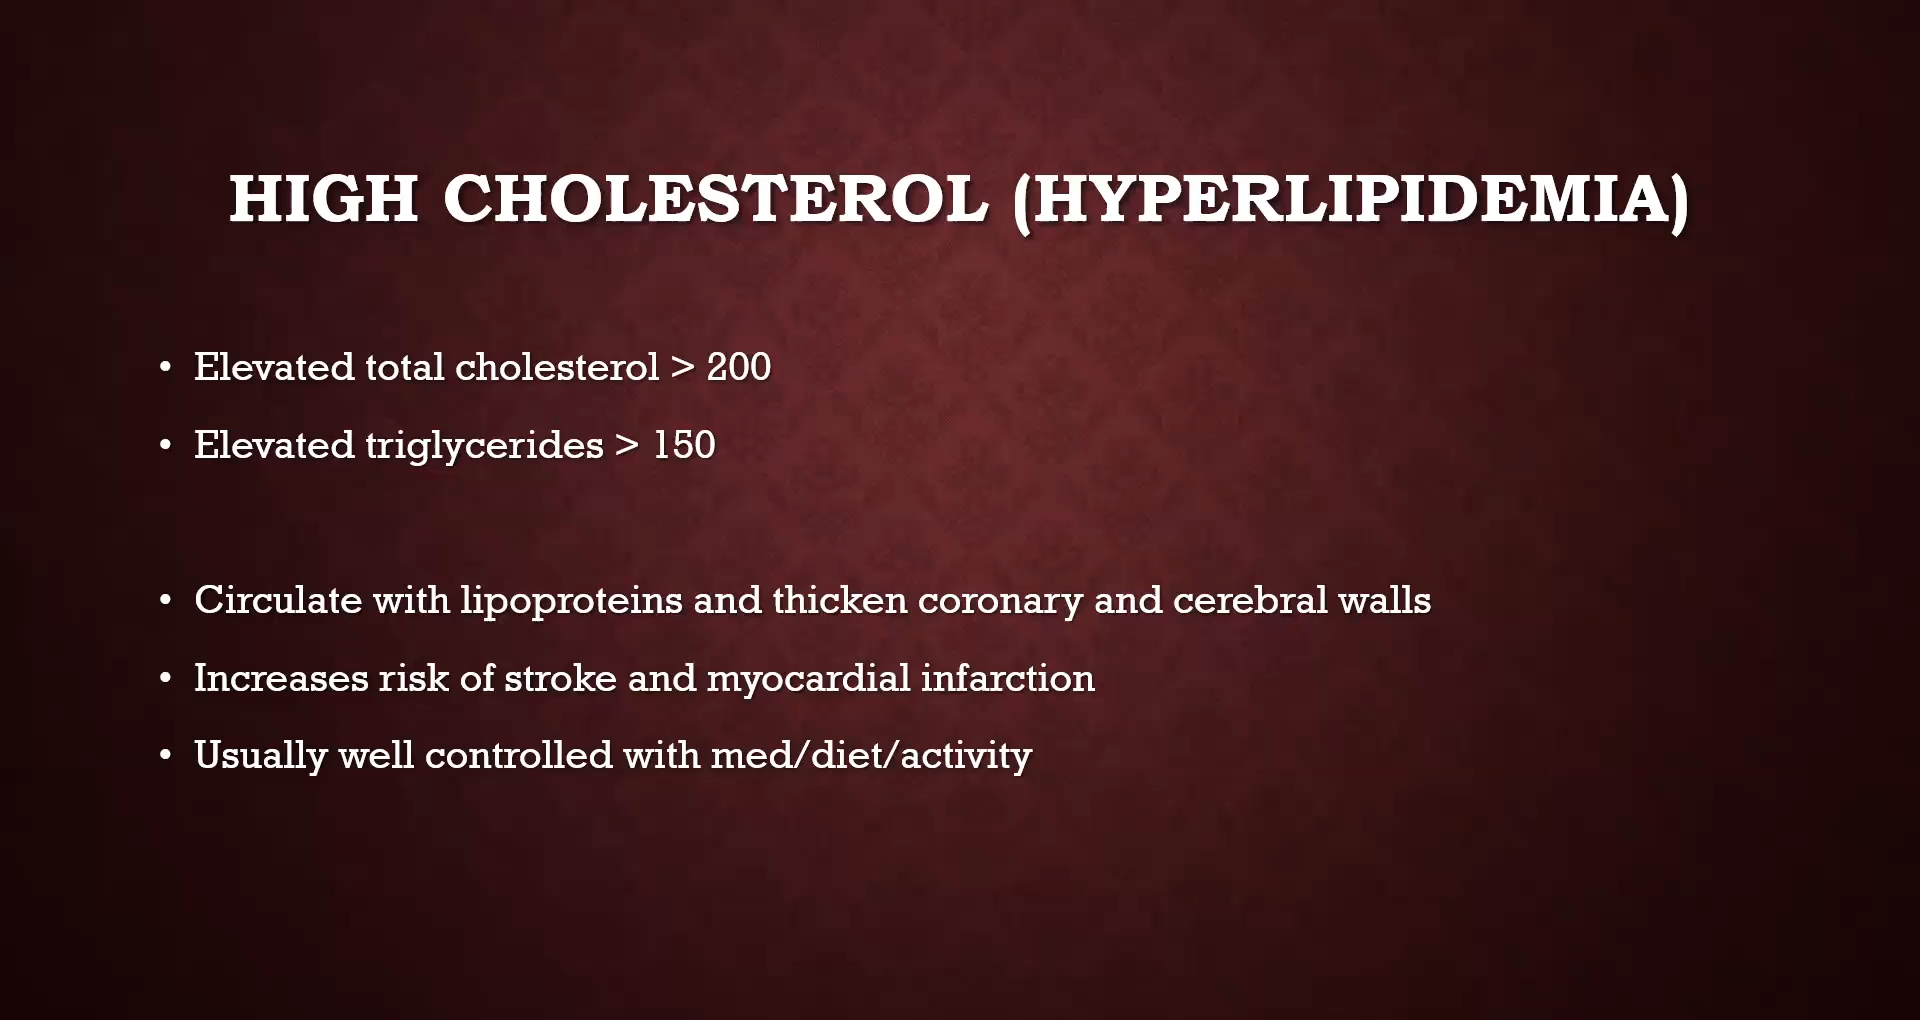 HIGH CHOLESTEROL (HYPERLIPIDEMIA)
• Elevated total cholesterol > 200
• Elevated triglycerides > 150
• Circulate with lipoproteins and thicken coronary and cerebral walls
• Increases risk of stroke and myocardial infarction
• Usually well controlled with med/diet/activity